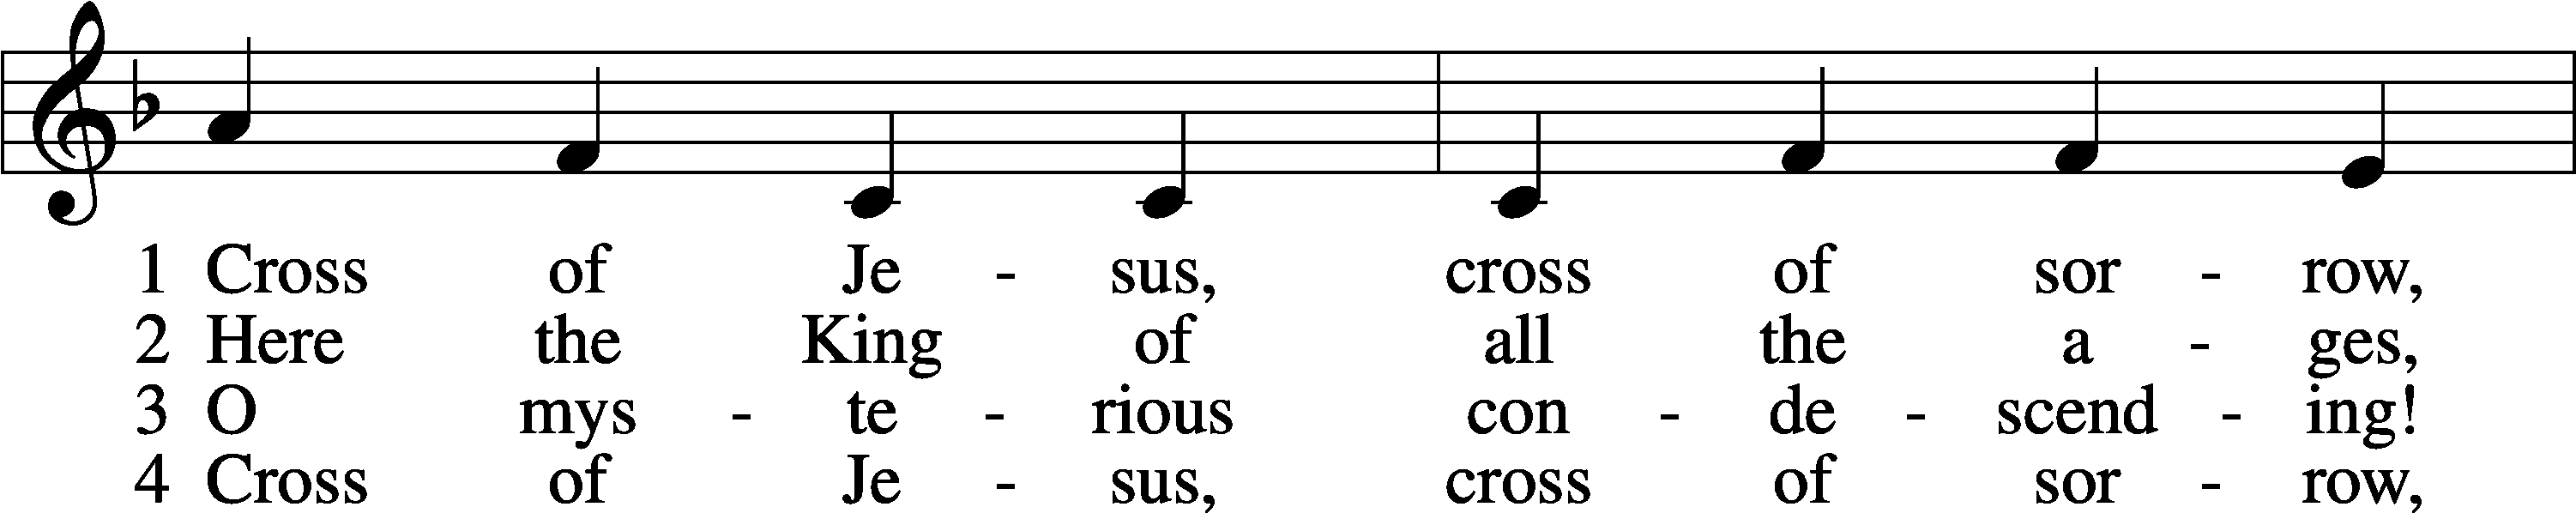 1 Cross of Je - sus, cross of sor - row,
2 Here the King of all the a - ges,
3 O mys - te - rious con - de - scend - ing!
4 Cross of Je - sus, cross of sor - row,